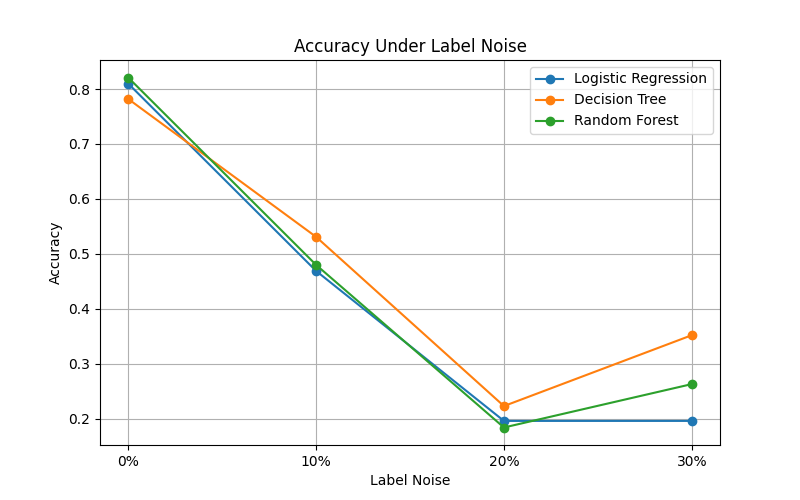 Accuracy Under Label Noise
Logistic Regression
Decision Tree
Random Forest
Accuracy
0.8
0.7
0.6
0.5
0.4
0.3
0.2
0%
10%
20%
30%
Label Noise